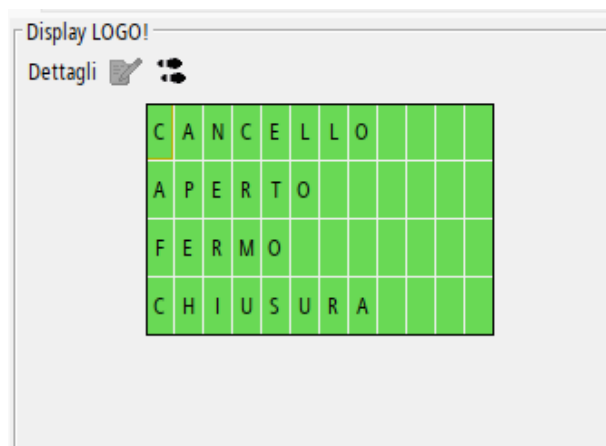 Display LOGO!
Dettagli
CANCELLO
APERTO
FERMO
CHIUSURA